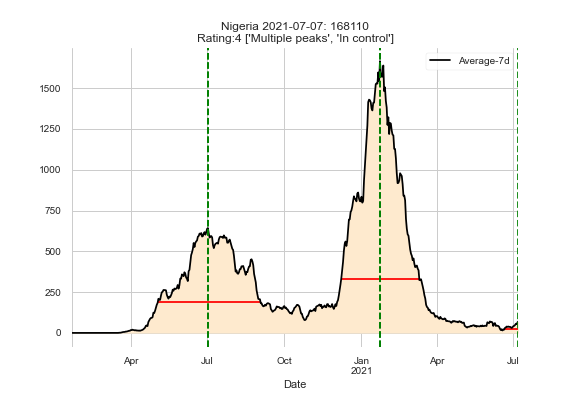 Nigeria 2021-07-07: 168110
Rating:4 ['Multiple peaks', 'In control']
Average-7d
1500
1250
1000
750
500
250
0
Apr
Jul
Oct
Jan
2021
Apr
Jul
Date